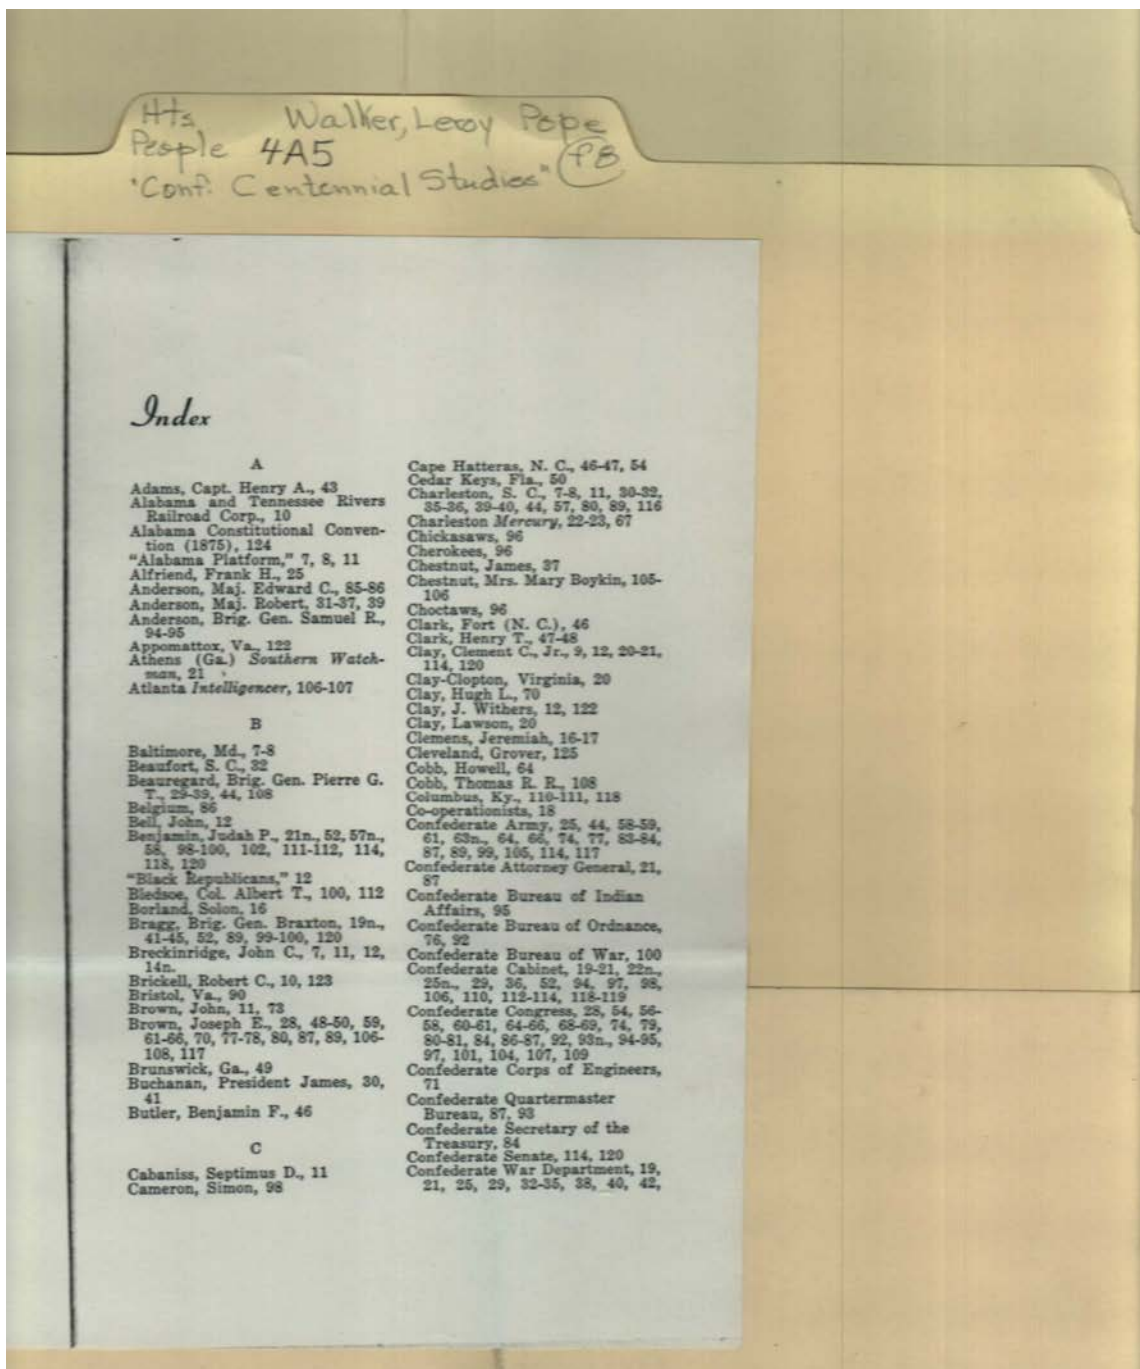 Hts Walker, Leroy Pope
People 4A5 P8
"Conf. Centennial Studies"
Index
A
Adams, Capt. Henry A., 43
Alabama and Tennessee Rivers
Railroad Corp., 10
Alabama Constitutional Conven-
tion (1875), 124
"Alabama Platform," 7, 8, 11
Alfriend, Frank H., 25
Anderson, Maj. Edward C., 85-86
Anderson, Maj. Robert, 31-37, 39
Anderson, Brig. Gen. Samuel R.,
94-95
Appomattox, Va., 122
Athens (Ga.) Southern Watch-
man, 21
Atlanta Intelligencer, 106-107
B
Baltimore, Md., 7-8
Beaufort, S. C., 32
Beauregard, Brig. Gen. Pierre G.
T., 29-39, 44, 108
Belgium, 86
Bell, John, 12
Benjamin, Judah P., 21n., 52, 57n.,
58, 98-100, 102, 111-112, 114,
118, 120
"Black Republicans," 12
Bledsoe, Col. Albert T., 100, 112
Borland, Solon, 16
Bragg, Brig. Gen. Braxton, 19n.,
41-45, 52, 89, 99-100, 120
Breckinridge, John C., 7, 11, 12,
14n.
Brickell, Robert C., 10, 123
Bristol, Va., 90
Brown, John, 11, 73
Brown, Joseph E., 28, 48-50, 59,
61-66, 70, 77-78, 80, 87, 89, 106-
108, 117
Brunswick, Ga., 49
Buchanan, President James, 30,
41
Butler, Benjamin F., 46
C
Cabaniss, Septimus D., 11
Cameron, Simon, 98
Cape Hatteras, N. C., 46-47, 54
Cedar Keys, Fla., 50
Charleston, S. C., 7-8, 11, 30-32,
35-36, 39-40, 44, 57, 80, 89, 116
Charleston Mercury, 22-23, 67
Chickasaws, 96
Cherokees, 96
Chestnut, James, 37
Chestnut, Mrs. Mary Boykin, 105-
106
Choctaws, 96
Clark, Fort (N. C.), 46
Clark, Henry T., 47-48
Clay, Clement C., Jr., 9, 12, 20-21,
114, 120
Clay-Clopton, Virginia, 20
Clay, Hugh L., 70
Clay, J. Withers, 12, 122
Clay, Lawson, 20
Clemens, Jeremiah, 16-17
Cleveland, Grover, 125
Cobb, Howell, 64
Cobb, Thomas R. R., 108
Columbus, Ky., 110-111, 118
Co-operationists, 18
Confederate Army, 25, 44, 58-59,
61, 63n., 64, 66, 74, 77, 83-84,
87, 89, 99, 105, 114, 117
Confederate Attorney General, 21,
87
Confederate Bureau of Indian
Affairs, 95
Confederate Bureau of Ordnance,
76, 92
Confederate Bureau of War, 100
Confederate Cabinet, 19-21, 22n.,
25n., 29, 36, 52, 94, 97, 98,
106, 110, 112-114, 118-119
Confederate Congress, 28, 54, 56-
58, 60-61, 64-66, 68-69, 74, 79,
80-81, 84, 86-87, 92, 93n., 94-95,
97, 101, 104, 107, 109
Confederate Corps of Engineers,
71
Confederate Quartermaster
Bureau, 87, 93
Confederate Secretary of the
Treasury, 84
Confederate Senate, 114, 120
Confederate War Department, 19,
21, 25, 29, 32-35, 38, 40, 42,